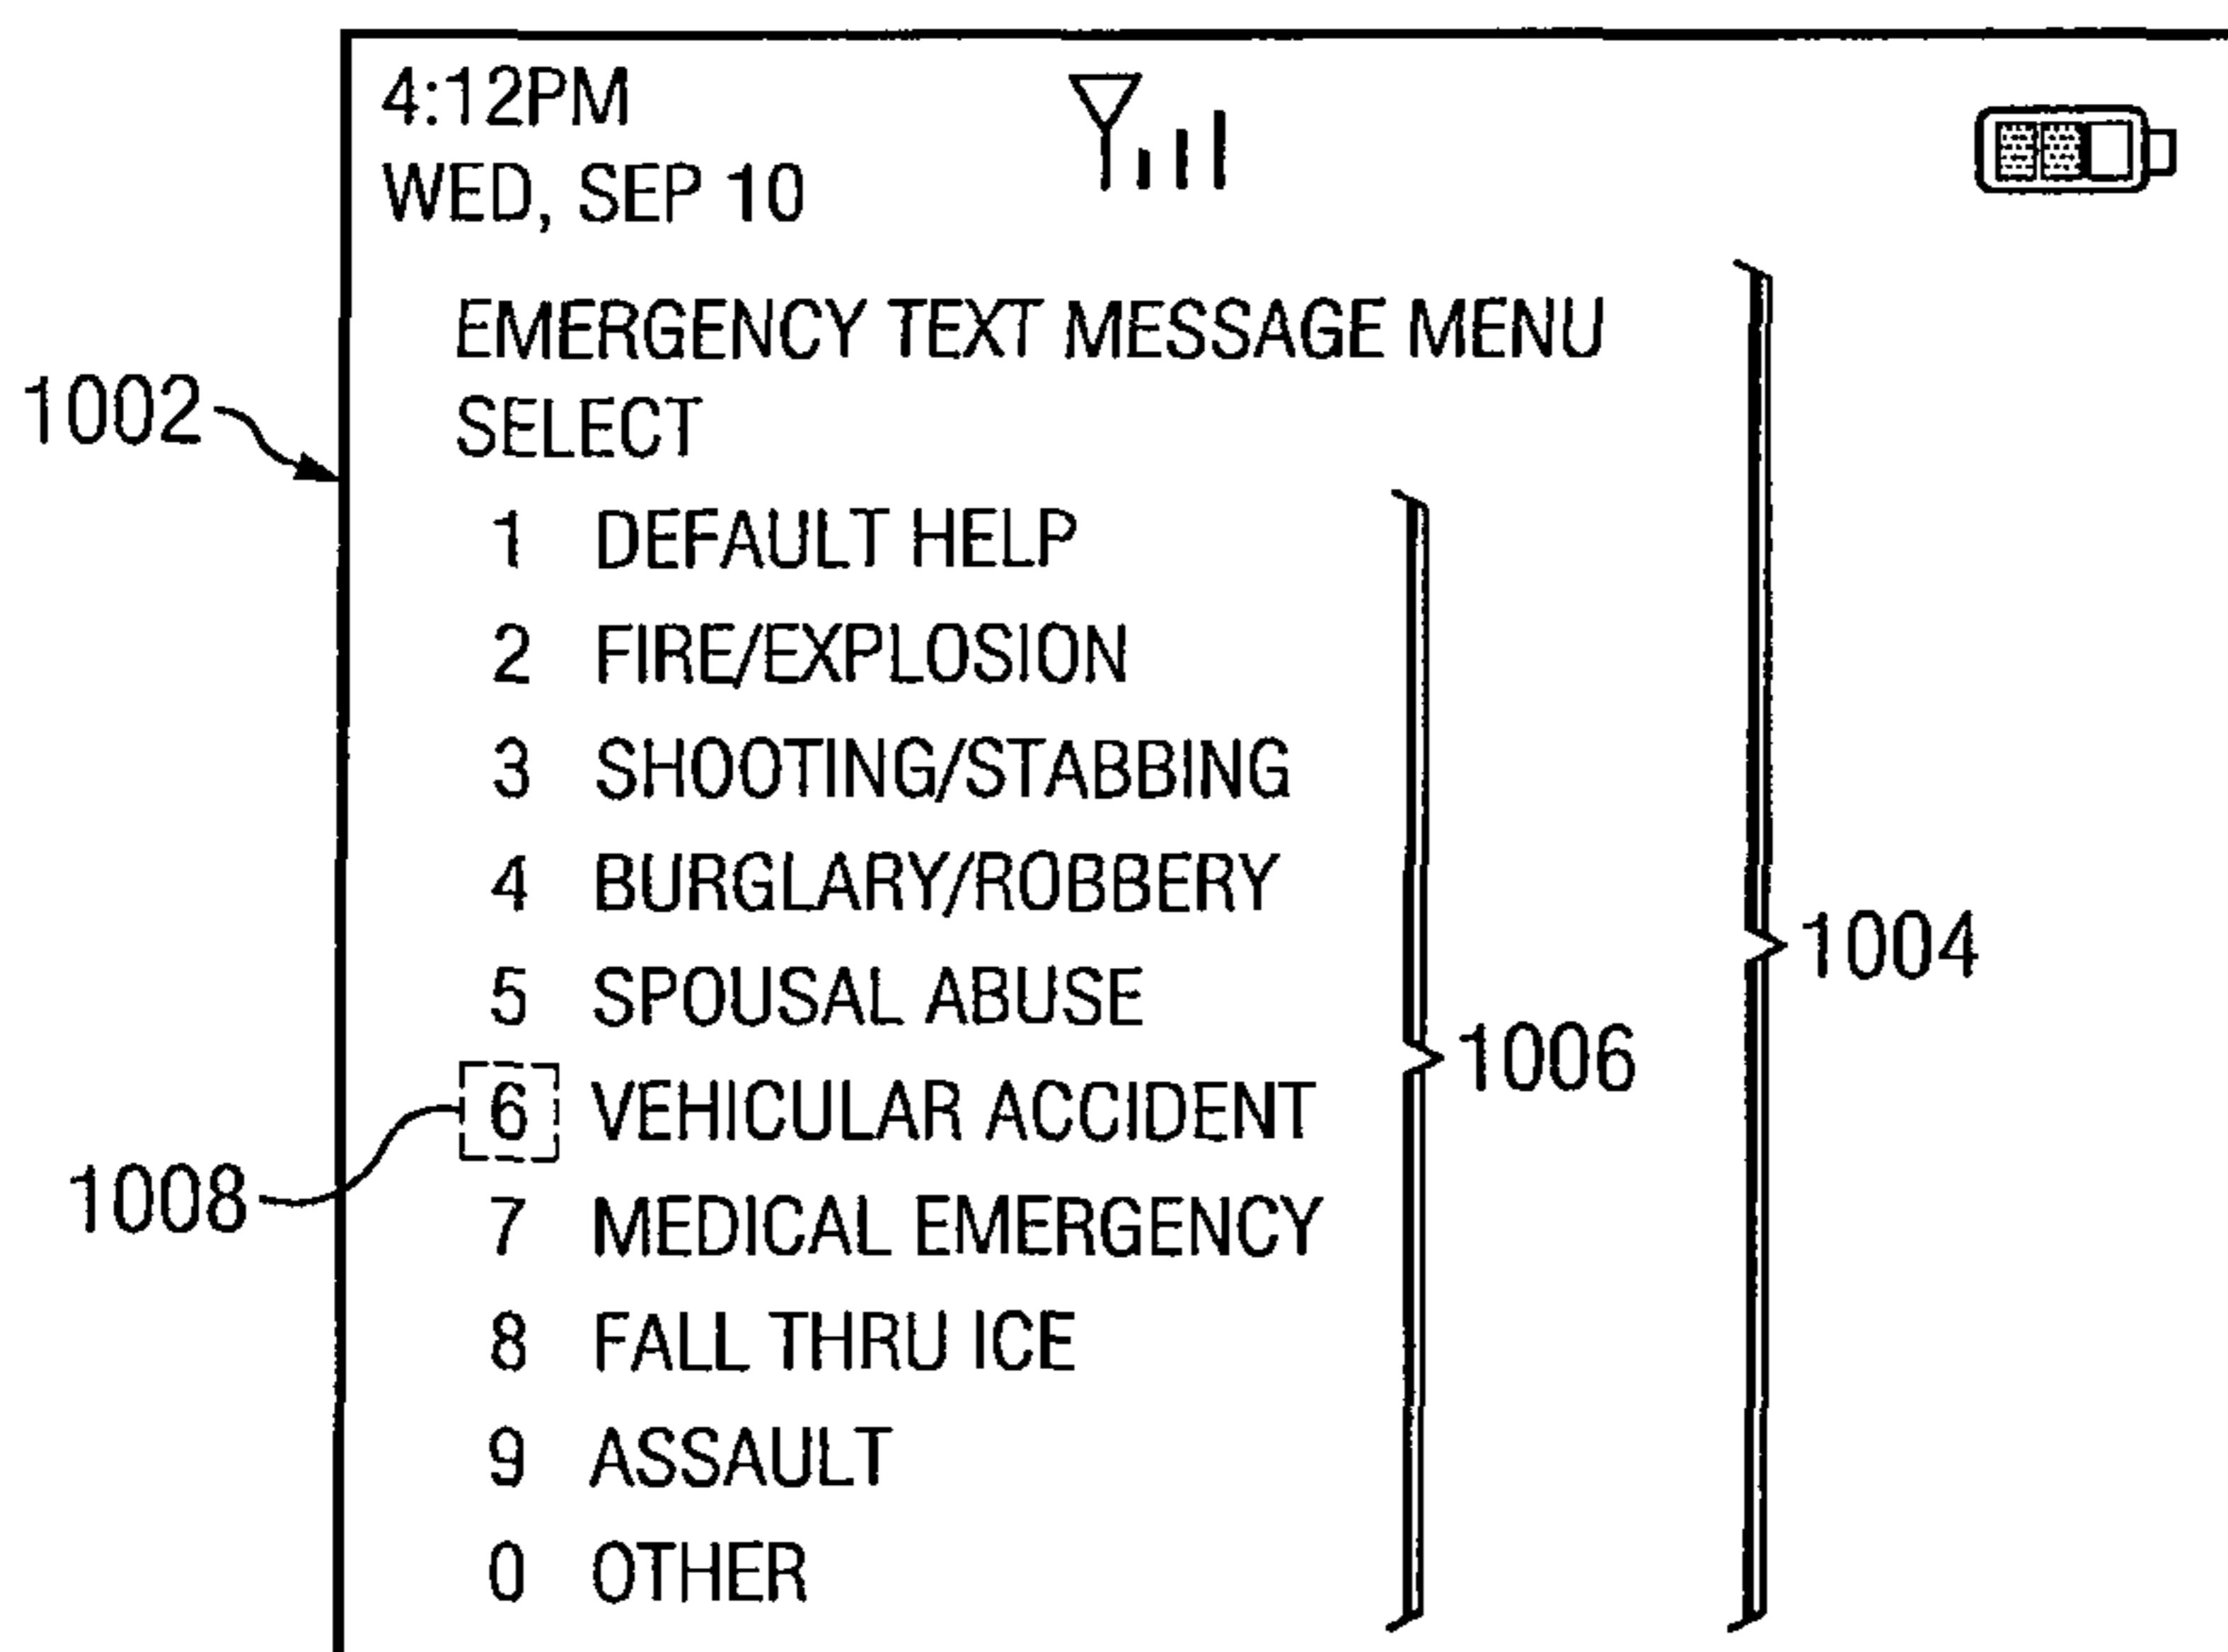 4:12PM
WED, SEP 10
EMERGENCY TEXT MESSAGE MENU
1002
SELECT
1 DEFAULT HELP
2 FIRE/EXPLOSION
3 SHOOTING/STABBING
4 BURGLARY/ROBBERY
1004
5 SPOUSAL ABUSE
1006
6 VEHICULAR ACCIDENT
1008
7 MEDICAL EMERGENCY
8 FALL THRU ICE
9 ASSAULT
0 OTHER